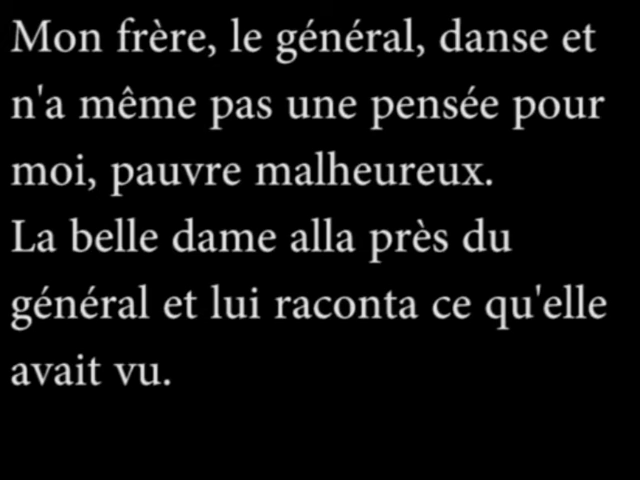 Mon frère, le général, danse et
n'a même pas une pensée pour
moi, pauvre malheureux.
La belle dame alla près du
général et lui raconta ce qu'elle
avait vu.